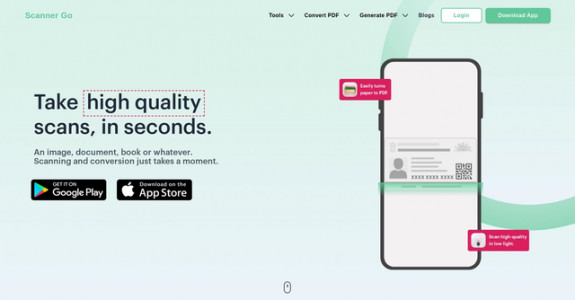 Scanner Go
Tools
Convert PDF
Generate PDF
Blogs
Login
Download App
Take high quality
scans, in seconds.
An image, document, book or whatever.
Scanning and conversion just takes a moment.
GET IT ON
Google Play
Download on the
App Store
Easily turns
paper to PDF
Scan high-quality
in low light